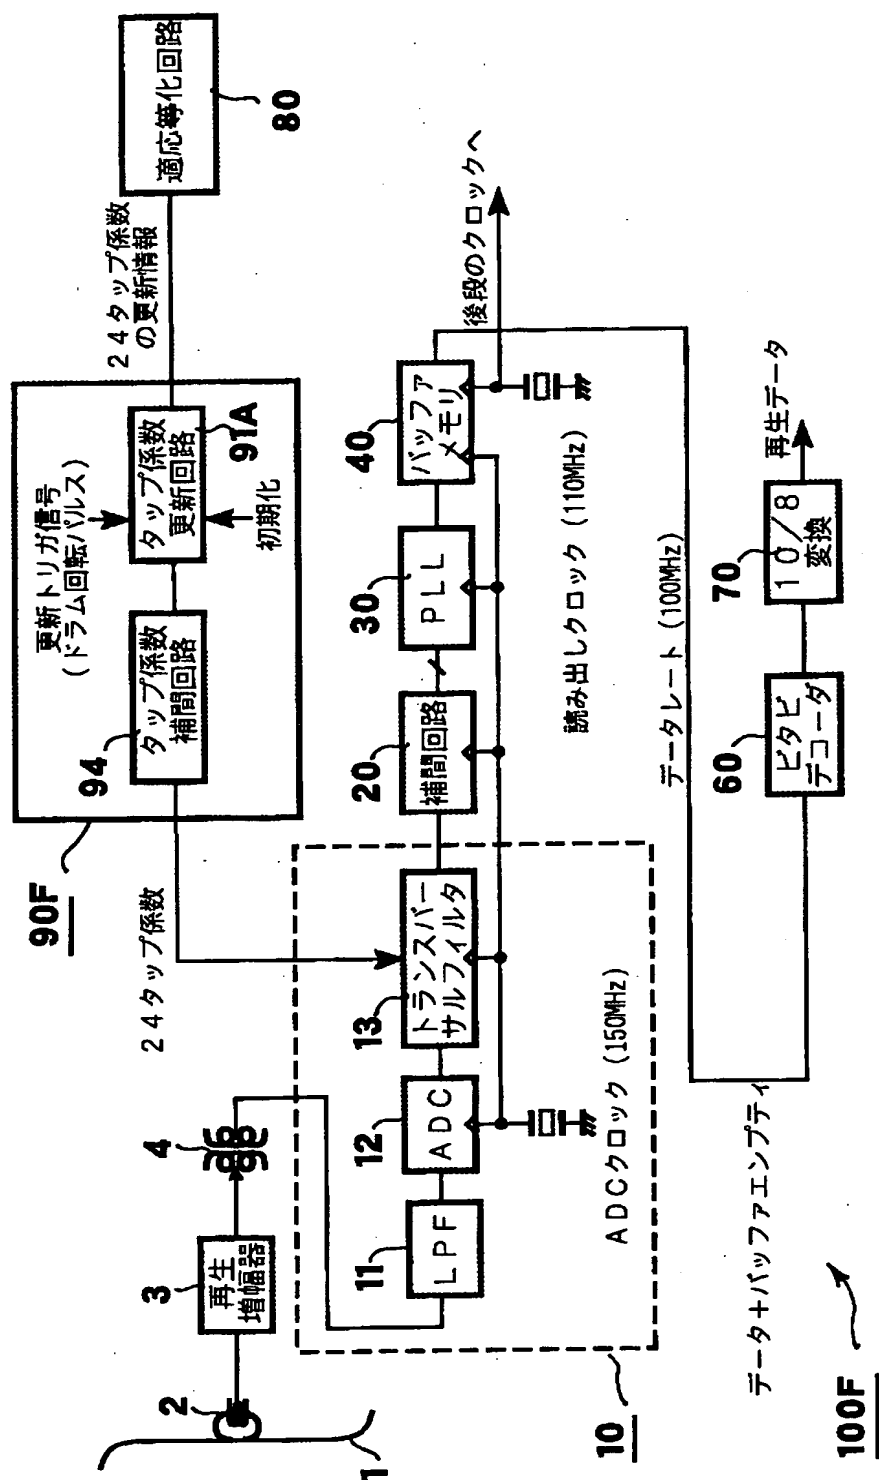 90F
更新トリガ信号
(ドラム回転パルス)
94
タップ係数
補間回路
タップ係数
更新回路
91A
初期化
24タップ係数
の更新情報
適応等化回路
80
24タップ係数
1
2
3
再生
増幅器
4
10
11
LPF
12
ADC
13
トランスバー
サルフィルタ
20
補間回路
30
PLL
40
バッファ
メモリ
後段のクロックへ
ADCクロック(150MHz)
読み出しクロック(110MHz)
データレート(100MHz)
データ+バッファエンプティ
60
ビタビ
デコーダ
70
10/8
変換
再生データ
100F